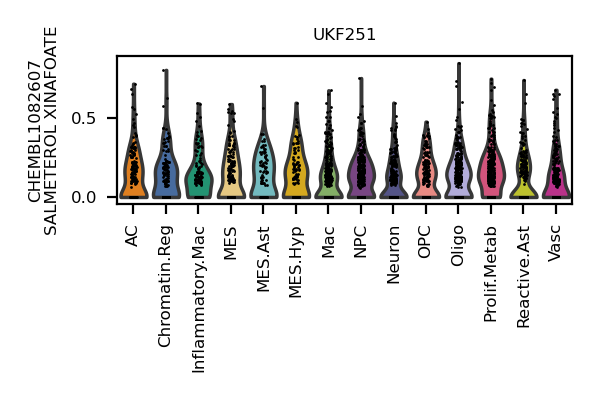 UKF251
CHEMBL1082607
SALMETEROL XINAFOATE
0.5
0.0
AC
Chromatin.Reg
Inflammatory.Mac
MES
MES.Ast
MES.Hyp
Mac
NPC
Neuron
OPC
Oligo
Prolif.Metab
Reactive.Ast
Vasc